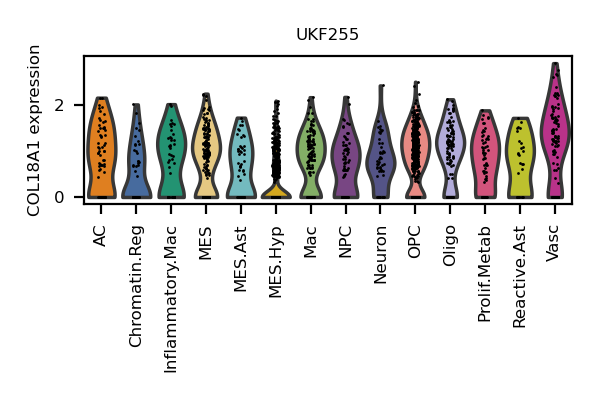 UKF255
COL18A1 expression
2
0
AC
Chromatin.Reg
Inflammatory.Mac
MES
MES.Ast
MES.Hyp
Mac
NPC
Neuron
OPC
Oligo
Prolif.Metab
Reactive.Ast
Vasc